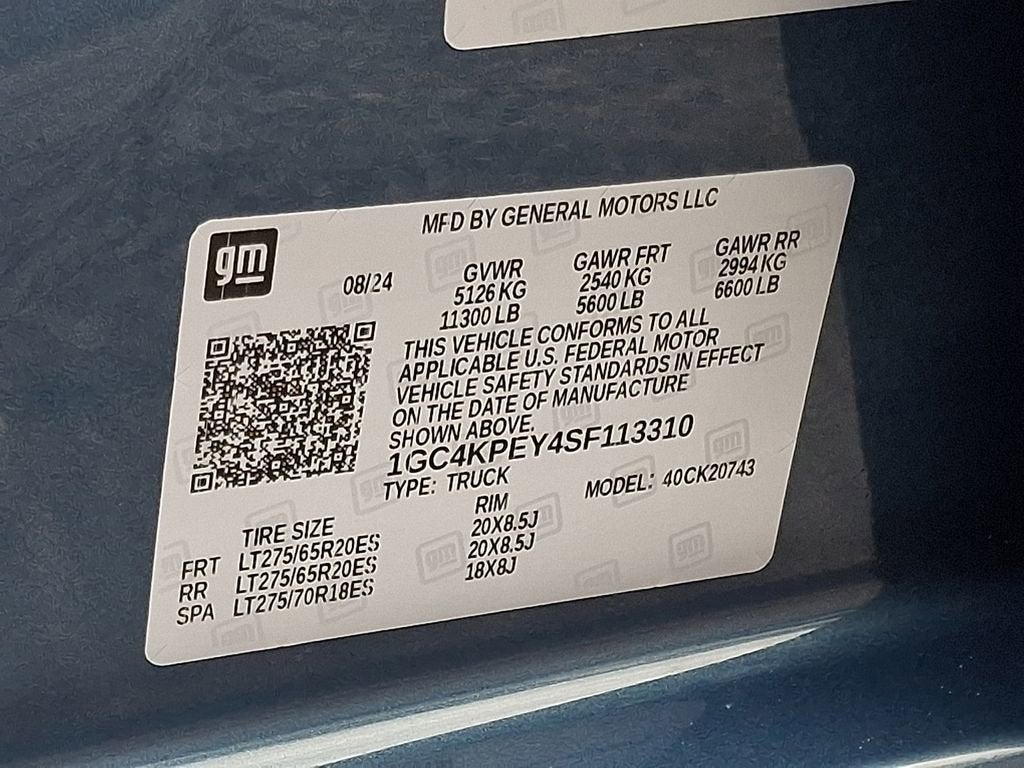 MFD BY GENERAL MOTORS LLC
gm
08/24
GVWR
5126 KG
11300 LB
GAWR FRT
2540 KG
5600 LB
GAWR RR
2994 KG
6600 LB
THIS VEHICLE CONFORMS TO ALL
APPLICABLE U.S. FEDERAL MOTOR
VEHICLE SAFETY STANDARDS IN EFFECT
ON THE DATE OF MANUFACTURE
SHOWN ABOVE.
1GC4KPEY4SF113310
TYPE: TRUCK
MODEL: 40CK20743
TIRE SIZE RIM
FRT LT275/65R20ES 20X8.5J
RR LT275/65R20ES 20X8.5J
SPA LT275/70R18ES 18X8J